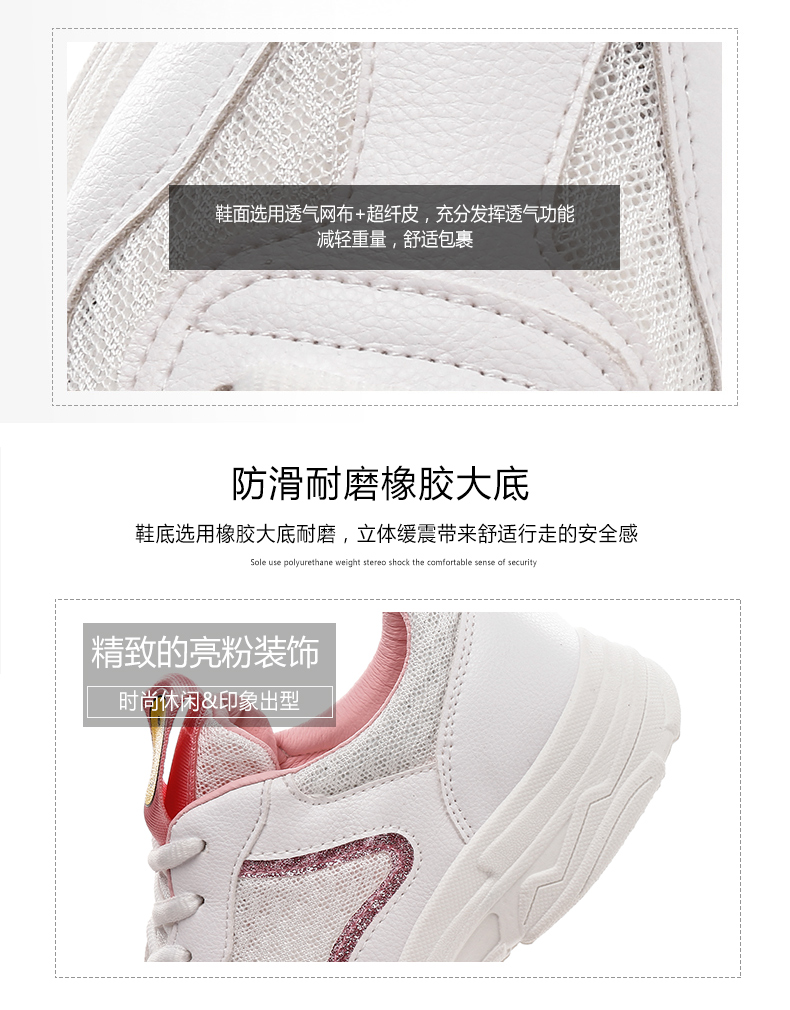 鞋面选用透气网布+超纤皮，充分发挥透气功能
减轻重量，舒适包裹
防滑耐磨橡胶大底
鞋底选用橡胶大底耐磨，立体缓震带来舒适行走的安全感
Sole use polyurethane weight stereo shock the comfortable sense of security
精致的亮粉装饰
时尚休闲&印象出型